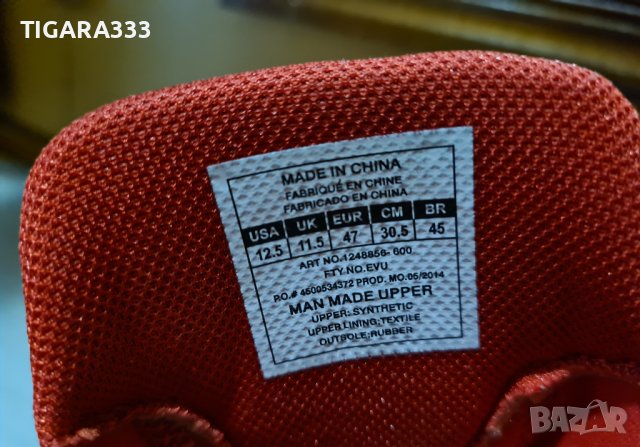 TIGARA333
MADE IN CHINA
FABRIQUÉ EN CHINE
FABRICADO EN CHINA
USA UK EUR CM BR
12.5 11.5 47 30.5 45
ART NO.1248856- 600
FTY.NO.EVU
P.O.# 4500534372 PROD. MO.05/2014
MAN MADE UPPER
UPPER: SYNTHETIC
UPPER LINING:TEXTILE
OUTSOLE:RUBBER
BAZAR